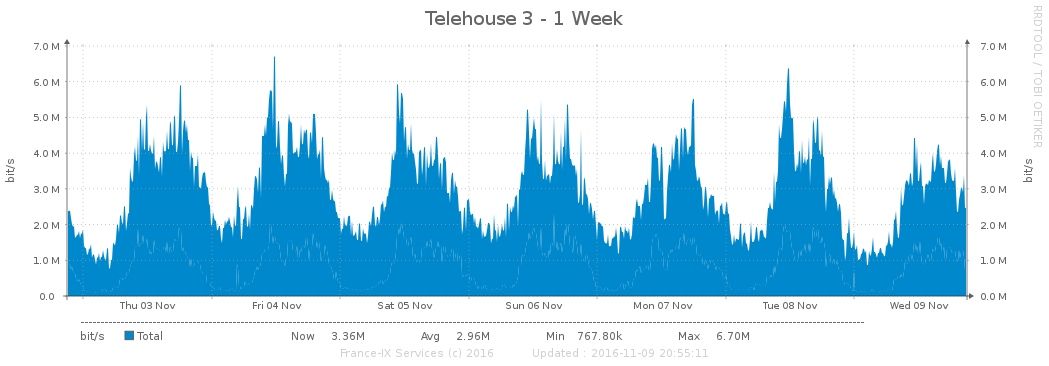 Telehouse 3 - 1 Week
RRDTOOL / TOBI OETIKER
bit/s
7.0 M 7.0 M
6.0 M 6.0 M
5.0 M 5.0 M
4.0 M 4.0 M
3.0 M 3.0 M
2.0 M 2.0 M
1.0 M 1.0 M
0.0 0.0 M
bit/s
Thu 03 Nov Fri 04 Nov Sat 05 Nov Sun 06 Nov Mon 07 Nov Tue 08 Nov Wed 09 Nov
bit/s Total Now 3.36M Avg 2.96M Min 767.80k Max 6.70M
France-IX Services (c) 2016 Updated : 2016-11-09 20:55:11